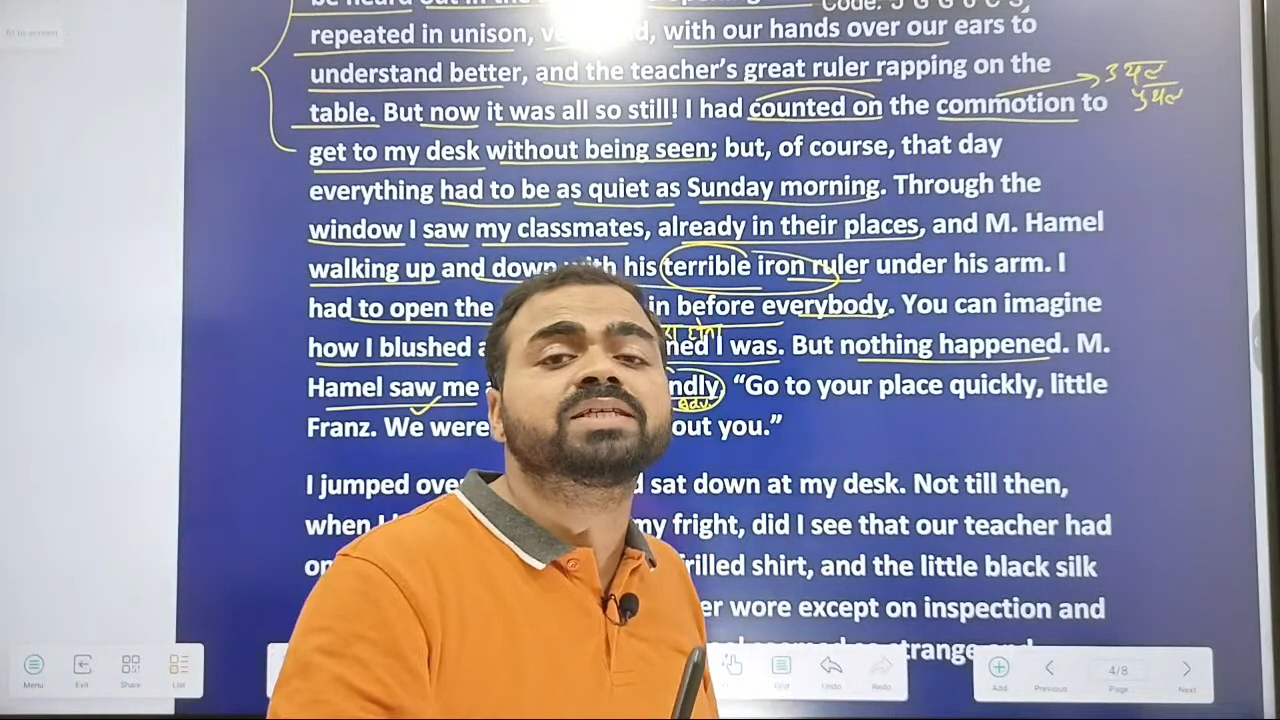 Code:
fit to screen
repeated in unison, with our hands over our ears to
understand better, and the teacher's great ruler rapping on the
table. But now it was all so still! I had counted on the commotion to
get to my desk without being seen; but, of course, that day
everything had to be as quiet as Sunday morning. Through the
window I saw my classmates, already in their places, and M. Hamel
walking up and down with his terrible iron ruler under his arm. I
had to open the in before everybody. You can imagine
how I blushed I was. But nothing happened. M.
Hamel saw me “Go to your place quickly, little
Adv.
Franz. We were out you.”
I jumped sat down at my desk. Not till then,
when my fright, did I see that our teacher had
shirt, and the little black silk
wore except on inspection and
Menu Exit Share List Undo Redo Add Previous 4/8 Page Next